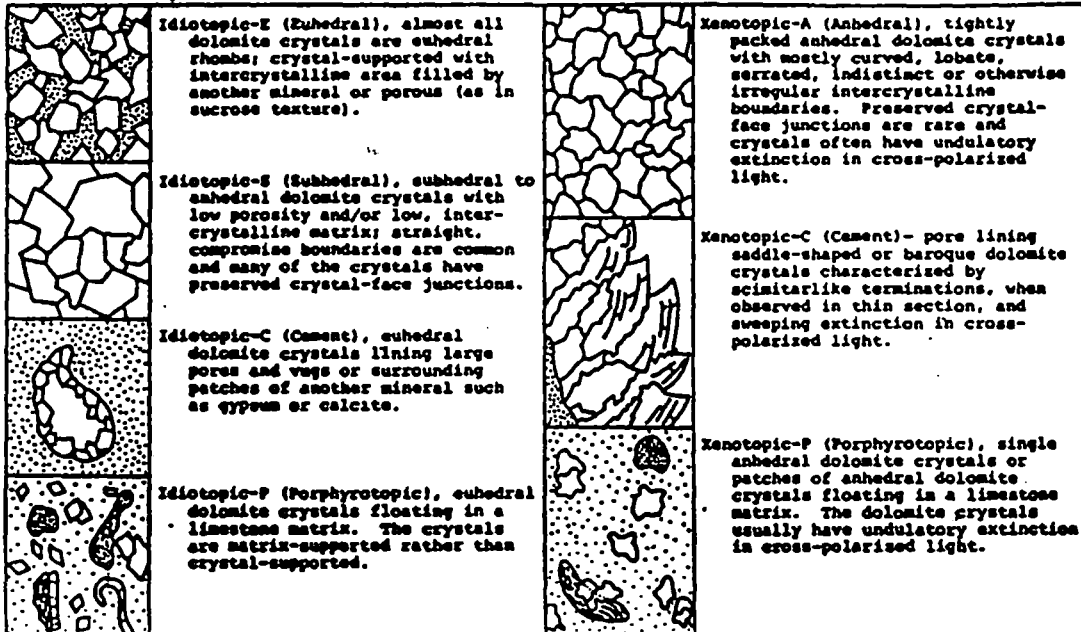 Idiotopic-E (Euhedral), almost all
dolomite crystals are euhedral
rhombs; crystal-supported with
intercrystalline area filled by
another mineral or porous (as in
sucrose texture).
Idiotopic-S (Subhedral), subhedral to
anhedral dolomite crystals with
low porosity and/or low, inter-
crystalline matrix; straight,
compromise boundaries are common
and many of the crystals have
preserved crystal-face junctions.
Idiotopic-C (Cement), euhedral
dolomite crystals lining large
pores and vugs or surrounding
patches of another mineral such
as gypsum or calcite.
Idiotopic-P (Porphyrotopic), euhedral
dolomite crystals floating in a
limestone matrix. The crystals
are matrix-supported rather than
crystal-supported.
Xenotopic-A (Anhedral), tightly
packed anhedral dolomite crystals
with mostly curved, lobate,
serrated, indistinct or otherwise
irregular intercrystalline
boundaries. Preserved crystal-
face junctions are rare and
crystals often have undulatory
extinction in cross-polarized
light.
Xenotopic-C (Cement)- pore lining
saddle-shaped or baroque dolomite
crystals characterized by
scimitarlike terminations, when
observed in thin section, and
sweeping extinction in cross-
polarized light.
Xenotopic-P (Porphyrotopic), single
anhedral dolomite crystals or
patches of anhedral dolomite
crystals floating in a limestone
matrix. The dolomite crystals
usually have undulatory extinction
in cross-polarized light.